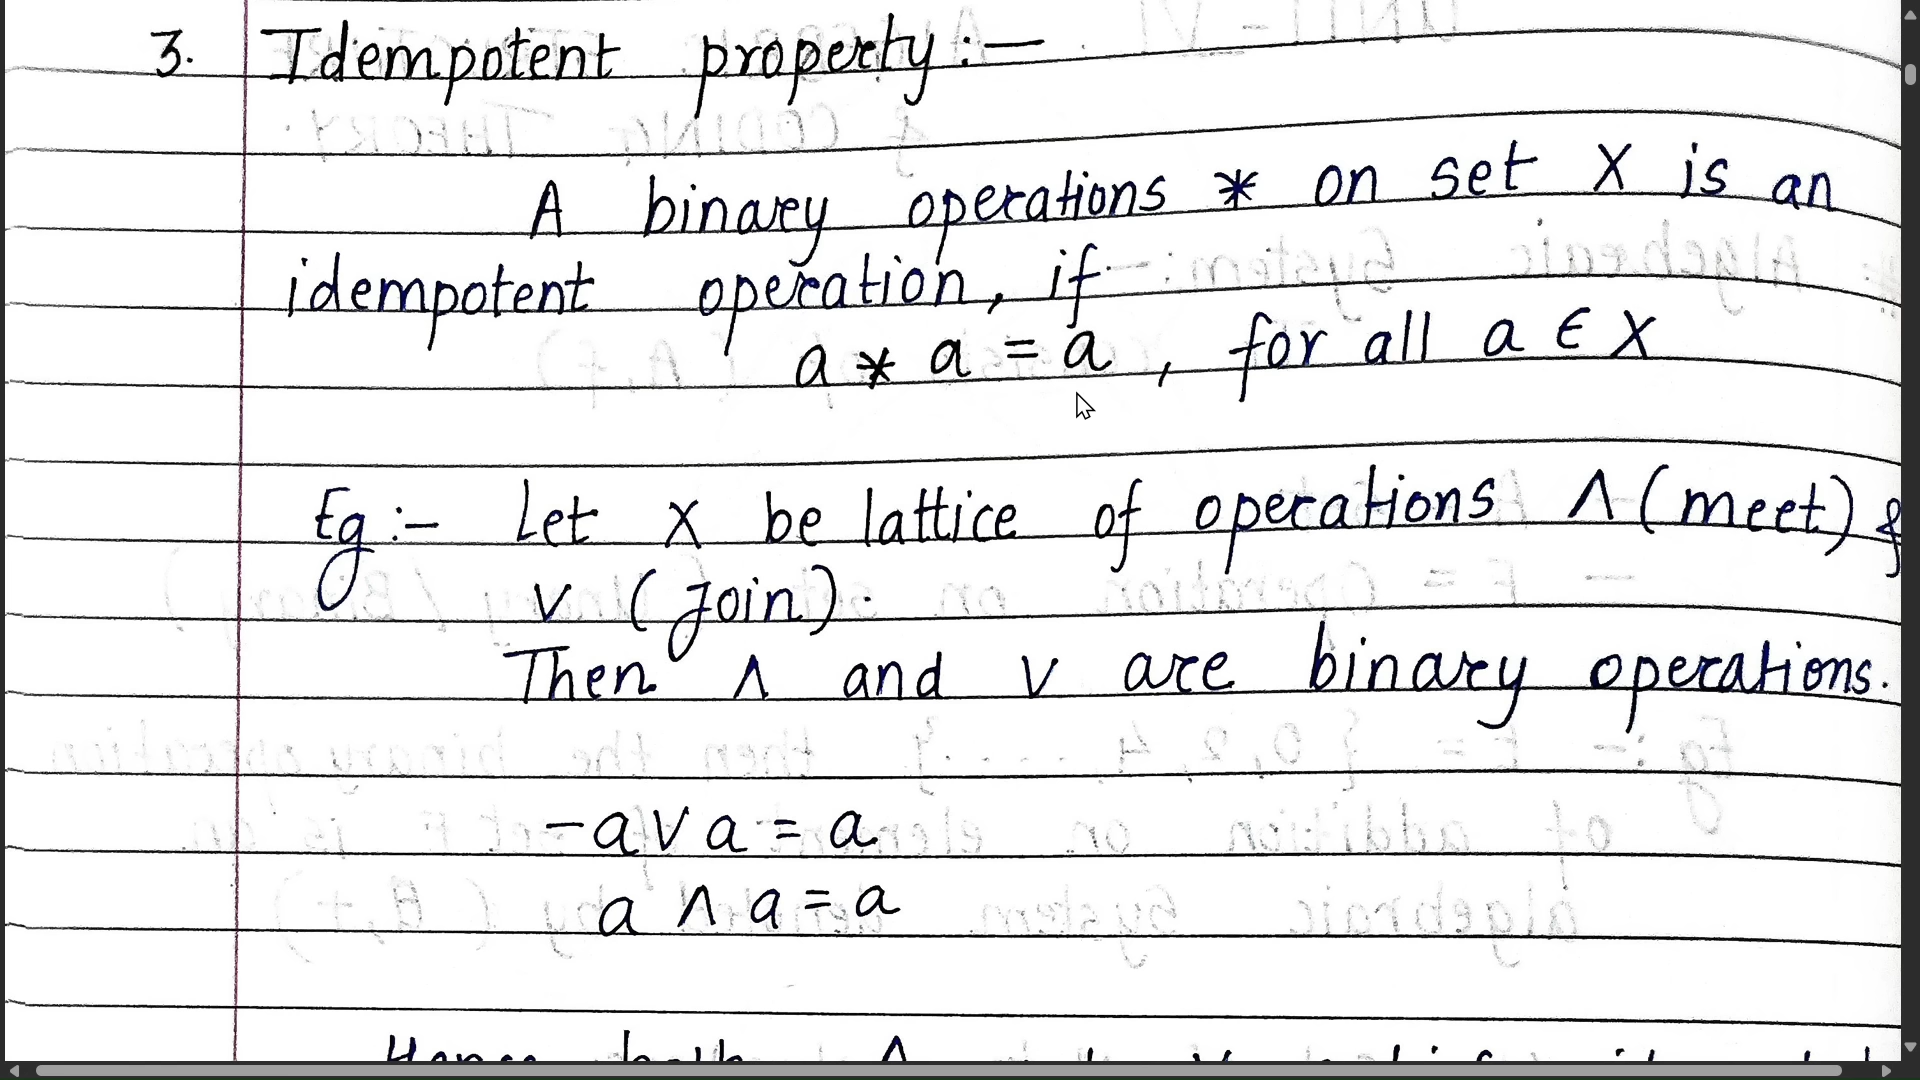 3. Idempotent property:-
A binary operations * on set X is an
idempotent operation, if
a * a = a , for all a ∈ X
Eg:- Let X be lattice of operations ∧ (meet) &
∨ (Join).
Then ∧ and ∨ are binary operations.
- a ∨ a = a
a ∧ a = a